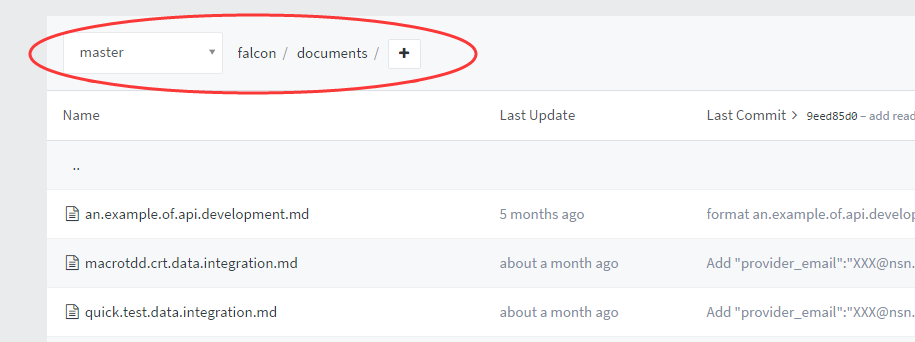 master falcon / documents / +
Name Last Update Last Commit > 9eed85d0 – add read
..
an.example.of.api.development.md 5 months ago format an.example.of.api.develop
macrotdd.crt.data.integration.md about a month ago Add "provider_email":"XXX@nsn.
quick.test.data.integration.md about a month ago Add "provider_email":"XXX@nsn.